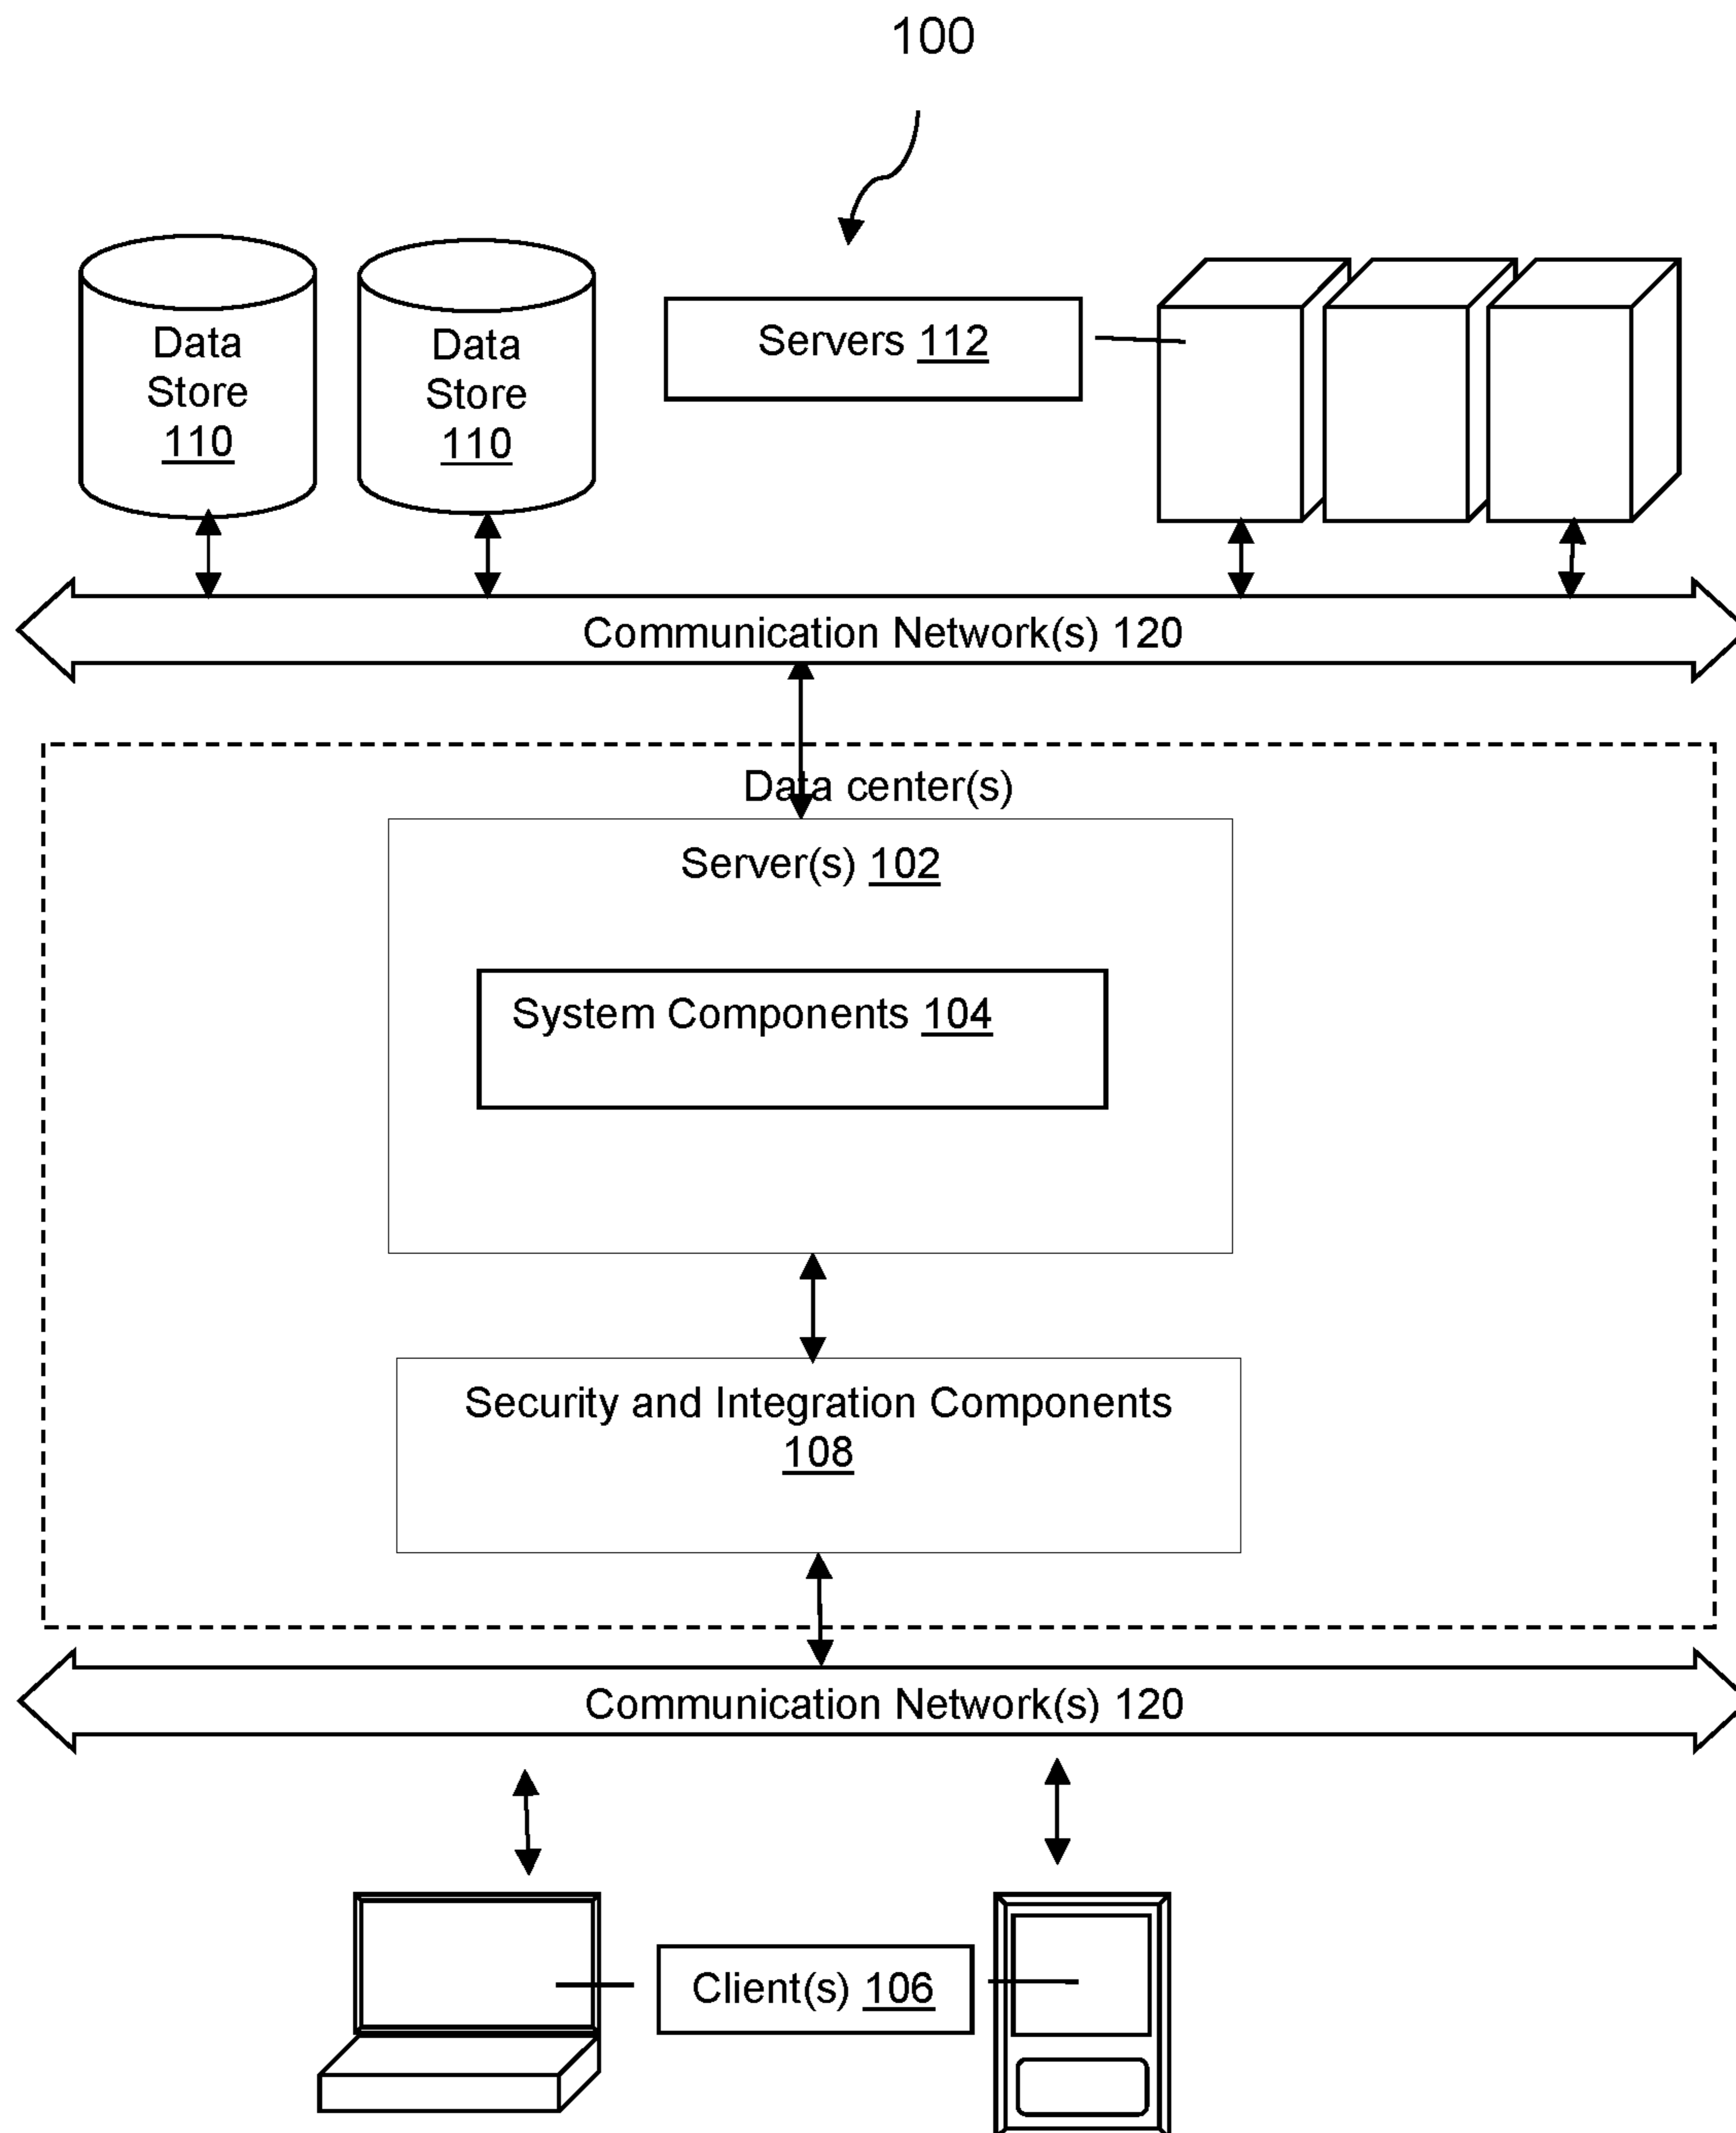 100
Data
Store
110
Data
Store
110
Servers 112
Communication Network(s) 120
Data center(s)
Server(s) 102
System Components 104
Security and Integration Components
108
Communication Network(s) 120
Client(s) 106